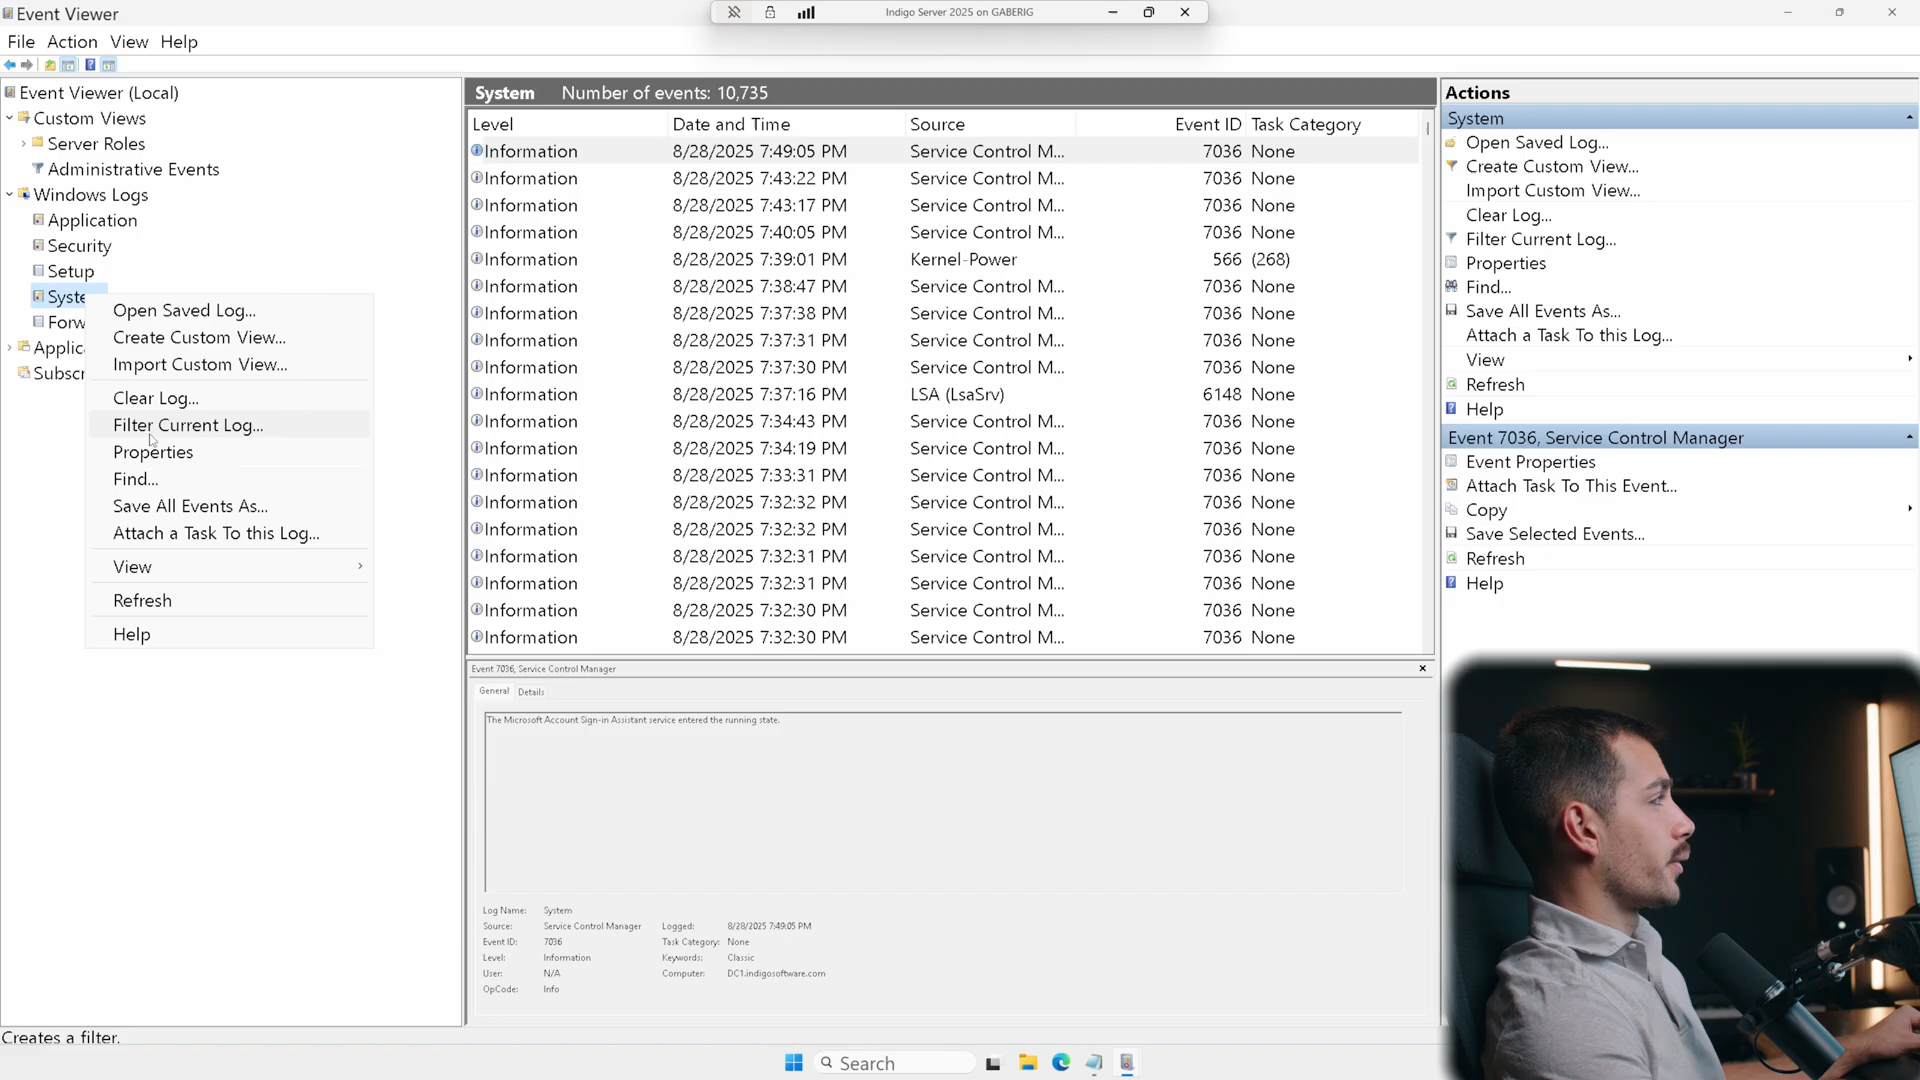 Event Viewer
Indigo Server 2025 on GABERIG
File Action View Help
Event Viewer (Local)
Custom Views
Server Roles
Administrative Events
Windows Logs
Application
Security
Setup
Syste
Forw
Applic
Subscr
Open Saved Log...
Create Custom View...
Import Custom View...
Clear Log...
Filter Current Log...
Properties
Find...
Save All Events As...
Attach a Task To this Log...
View
Refresh
Help
System Number of events: 10,735
Level Date and Time Source Event ID Task Category
Information 8/28/2025 7:49:05 PM Service Control M... 7036 None
Information 8/28/2025 7:43:22 PM Service Control M... 7036 None
Information 8/28/2025 7:43:17 PM Service Control M... 7036 None
Information 8/28/2025 7:40:05 PM Service Control M... 7036 None
Information 8/28/2025 7:39:01 PM Kernel-Power 566 (268)
Information 8/28/2025 7:38:47 PM Service Control M... 7036 None
Information 8/28/2025 7:37:38 PM Service Control M... 7036 None
Information 8/28/2025 7:37:31 PM Service Control M... 7036 None
Information 8/28/2025 7:37:30 PM Service Control M... 7036 None
Information 8/28/2025 7:37:16 PM LSA (LsaSrv) 6148 None
Information 8/28/2025 7:34:43 PM Service Control M... 7036 None
Information 8/28/2025 7:34:19 PM Service Control M... 7036 None
Information 8/28/2025 7:33:31 PM Service Control M... 7036 None
Information 8/28/2025 7:32:32 PM Service Control M... 7036 None
Information 8/28/2025 7:32:32 PM Service Control M... 7036 None
Information 8/28/2025 7:32:31 PM Service Control M... 7036 None
Information 8/28/2025 7:32:31 PM Service Control M... 7036 None
Information 8/28/2025 7:32:30 PM Service Control M... 7036 None
Information 8/28/2025 7:32:30 PM Service Control M... 7036 None
Event 7036, Service Control Manager
General Details
The Microsoft Account Sign-in Assistant service entered the running state.
Log Name: System
Source: Service Control Manager Logged: 8/28/2025 7:49:05 PM
Event ID: 7036 Task Category: None
Level: Information Keywords: Classic
User: N/A Computer: DC1.indigosoftware.com
OpCode: Info
Actions
System
Open Saved Log...
Create Custom View...
Import Custom View...
Clear Log...
Filter Current Log...
Properties
Find...
Save All Events As...
Attach a Task To this Log...
View
Refresh
Help
Event 7036, Service Control Manager
Event Properties
Attach Task To This Event...
Copy
Save Selected Events...
Refresh
Help
Creates a filter.
Search